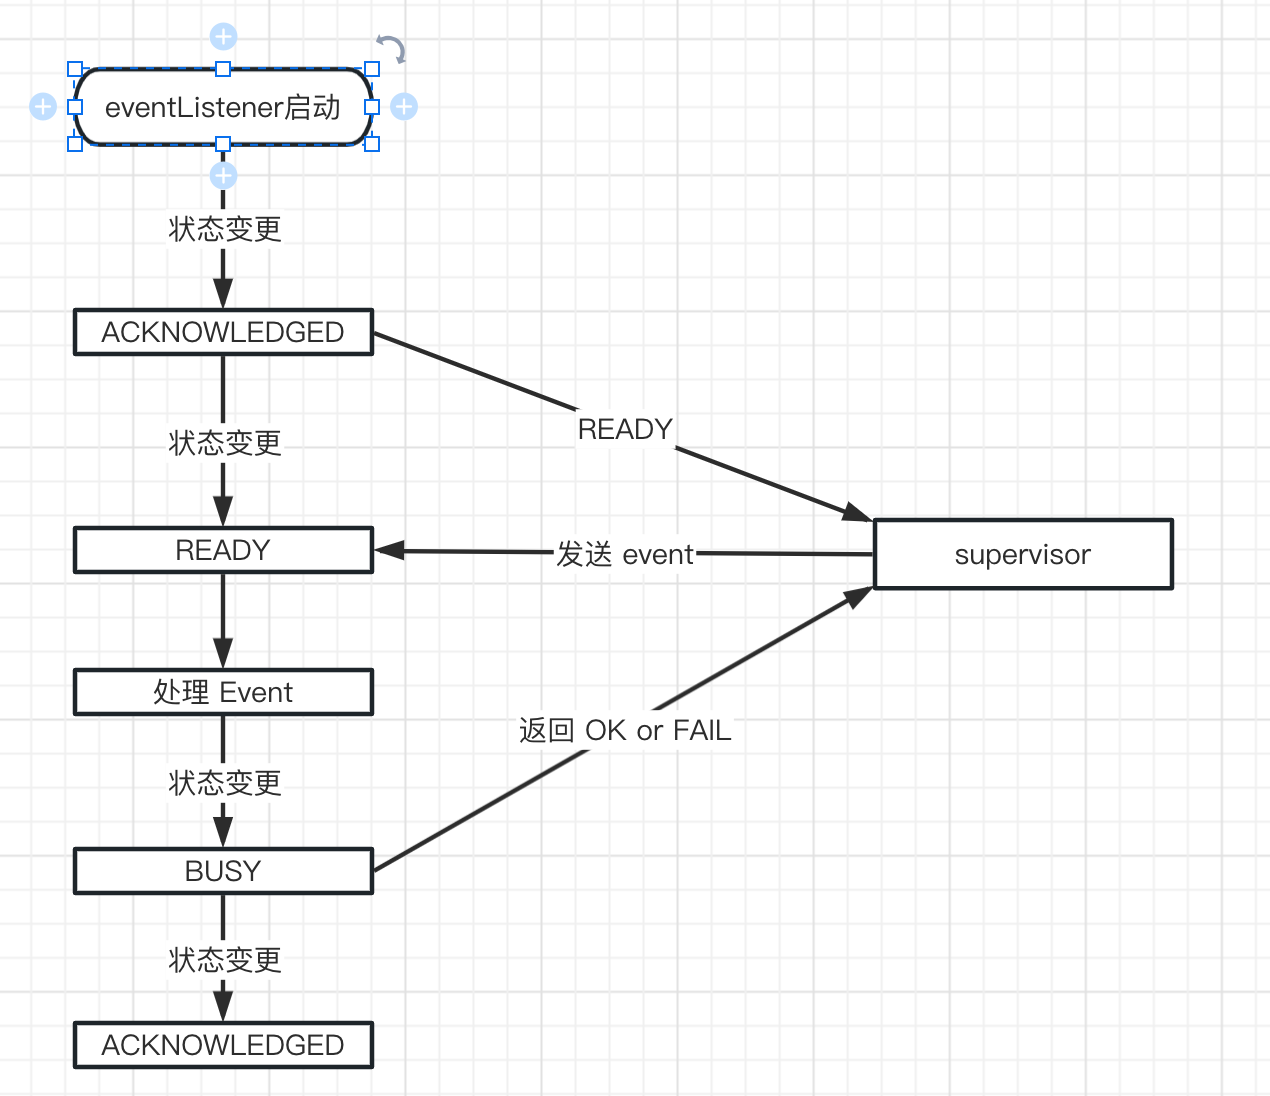 eventListener启动
状态变更
ACKNOWLEDGED
READY
状态变更
READY
发送 event
supervisor
处理 Event
返回 OK or FAIL
状态变更
BUSY
状态变更
ACKNOWLEDGED